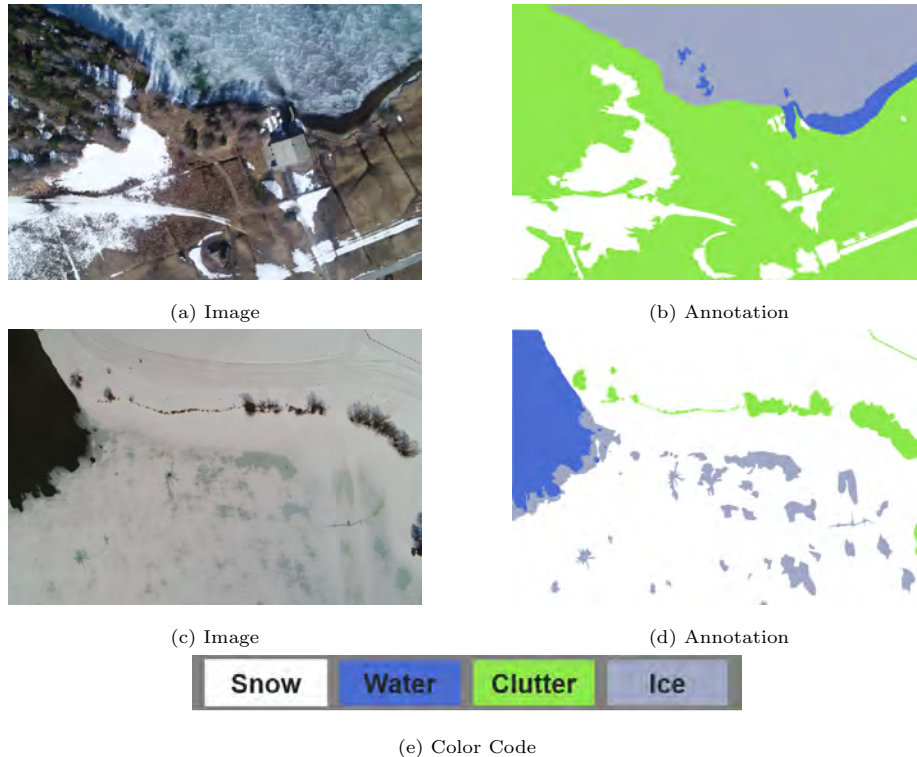 (a) Image
(b) Annotation
(c) Image
(d) Annotation
Snow Water Clutter Ice
(e) Color Code